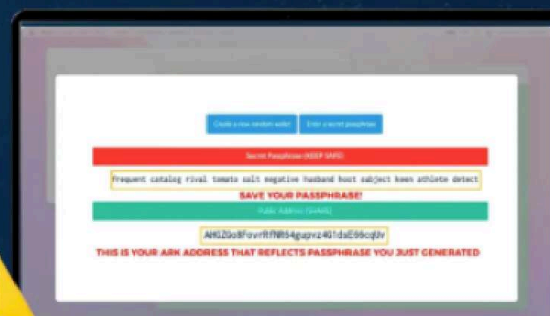 Create a new random wallet Enter a secret passphrase
Secret Passphrase (KEEP SAFE)
frequent catalog rival tomato salt negative husband host subject keen athlete detect
SAVE YOUR PASSPHRASE!
Public Address (SHARE)
THIS IS YOUR ARK ADDRESS THAT REFLECTS PASSPHRASE YOU JUST GENERATED